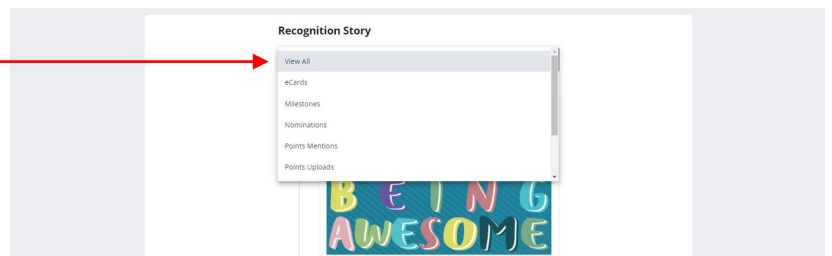 Recognition Story
View All
eCards
Milestones
Nominations
Points Mentions
Points Uploads
BEING
AWESOME